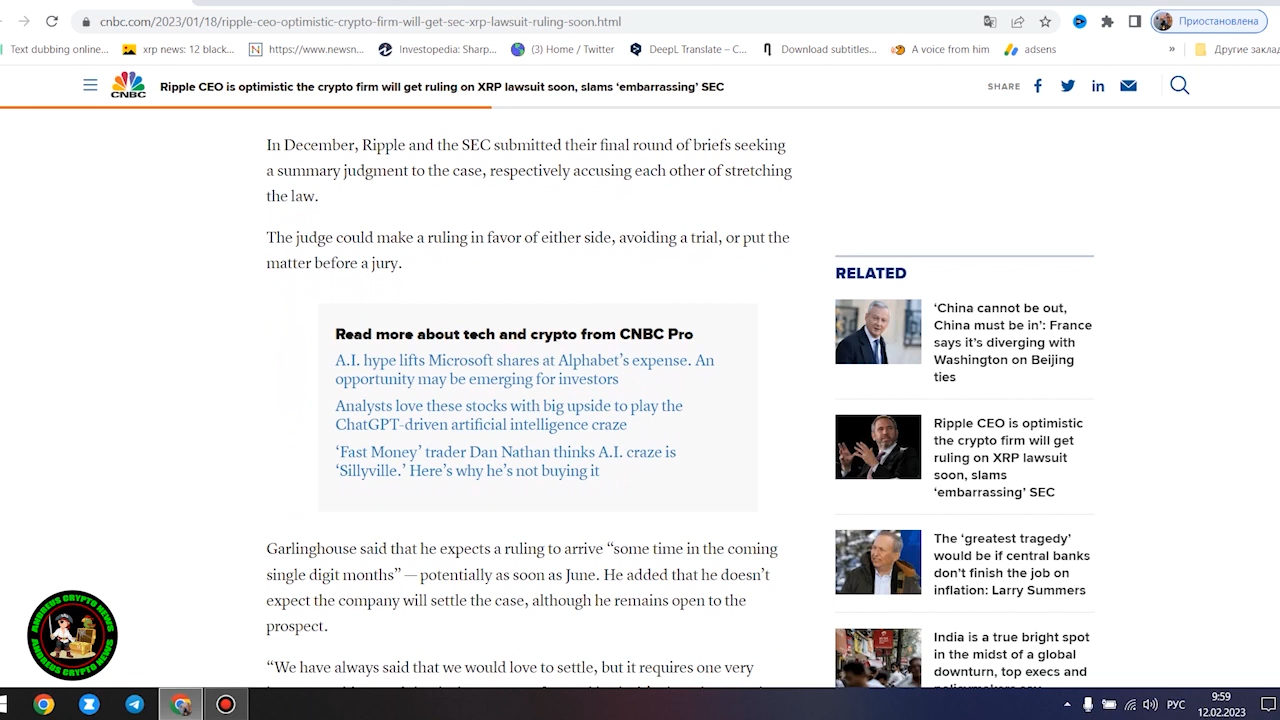 cnbc.com/2023/01/18/ripple-ceo-optimistic-crypto-firm-will-get-sec-xrp-lawsuit-ruling-soon.html
Приостановлена
Text dubbing online...
xrp news: 12 black...
https://www.newsn...
Investopedia: Sharp...
(3) Home / Twitter
DeepL Translate – C...
Download subtitles...
A voice from him
adsens
»
Другие заклад
CNBC
Ripple CEO is optimistic the crypto firm will get ruling on XRP lawsuit soon, slams ‘embarrassing’ SEC
SHARE
In December, Ripple and the SEC submitted their final round of briefs seeking
a summary judgment to the case, respectively accusing each other of stretching
the law.
The judge could make a ruling in favor of either side, avoiding a trial, or put the
matter before a jury.
Read more about tech and crypto from CNBC Pro
A.I. hype lifts Microsoft shares at Alphabet’s expense. An
opportunity may be emerging for investors
Analysts love these stocks with big upside to play the
ChatGPT-driven artificial intelligence craze
‘Fast Money’ trader Dan Nathan thinks A.I. craze is
‘Sillyville.’ Here’s why he’s not buying it
Garlinghouse said that he expects a ruling to arrive “some time in the coming
single digit months” — potentially as soon as June. He added that he doesn’t
expect the company will settle the case, although he remains open to the
prospect.
“We have always said that we would love to settle, but it requires one very
RELATED
‘China cannot be out,
China must be in’: France
says it’s diverging with
Washington on Beijing
ties
Ripple CEO is optimistic
the crypto firm will get
ruling on XRP lawsuit
soon, slams
‘embarrassing’ SEC
The ‘greatest tragedy’
would be if central banks
don’t finish the job on
inflation: Larry Summers
India is a true bright spot
in the midst of a global
downturn, top execs and
ANDREUS CRYPTO NEWS
ANDREUS CRYPTO NEWS
РУС
9:59
12.02.2023